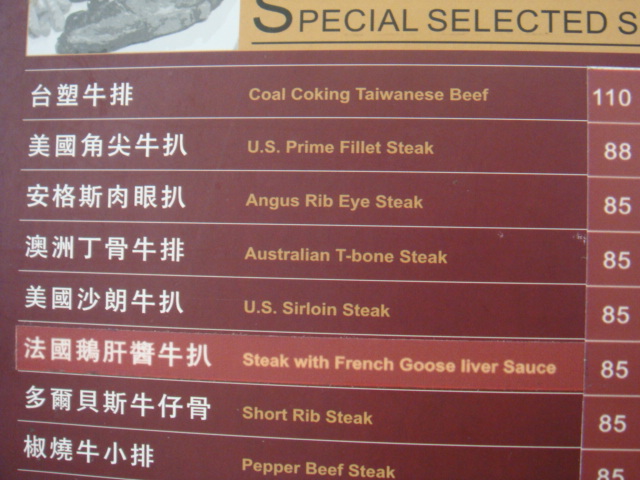 SPECIAL SELECTED S
台塑牛排 Coal Coking Taiwanese Beef 110
美國角尖牛扒 U.S. Prime Fillet Steak 88
安格斯肉眼扒 Angus Rib Eye Steak 85
澳洲丁骨牛排 Australian T-bone Steak 85
美國沙朗牛扒 U.S. Sirloin Steak 85
法國鵝肝醬牛扒 Steak with French Goose liver Sauce 85
多爾貝斯牛仔骨 Short Rib Steak 85
椒燒牛小排 Pepper Beef Steak 85